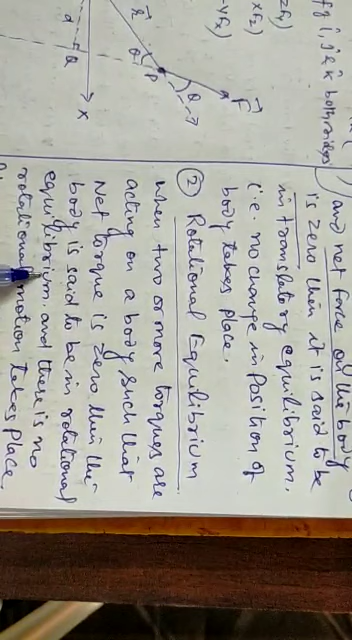 and net force on the body
is zero then it is said to be
in translatory equilibrium.
i.e. no change in Position of
body takes place.
② Rotational Equilibrium
when two or more torques are
acting on a body such that
Net torque is zero then the
body is said to be in rotational
equilibrium. and there is no
rotational motion takes place
F
θ
P
θ
Q
d
X